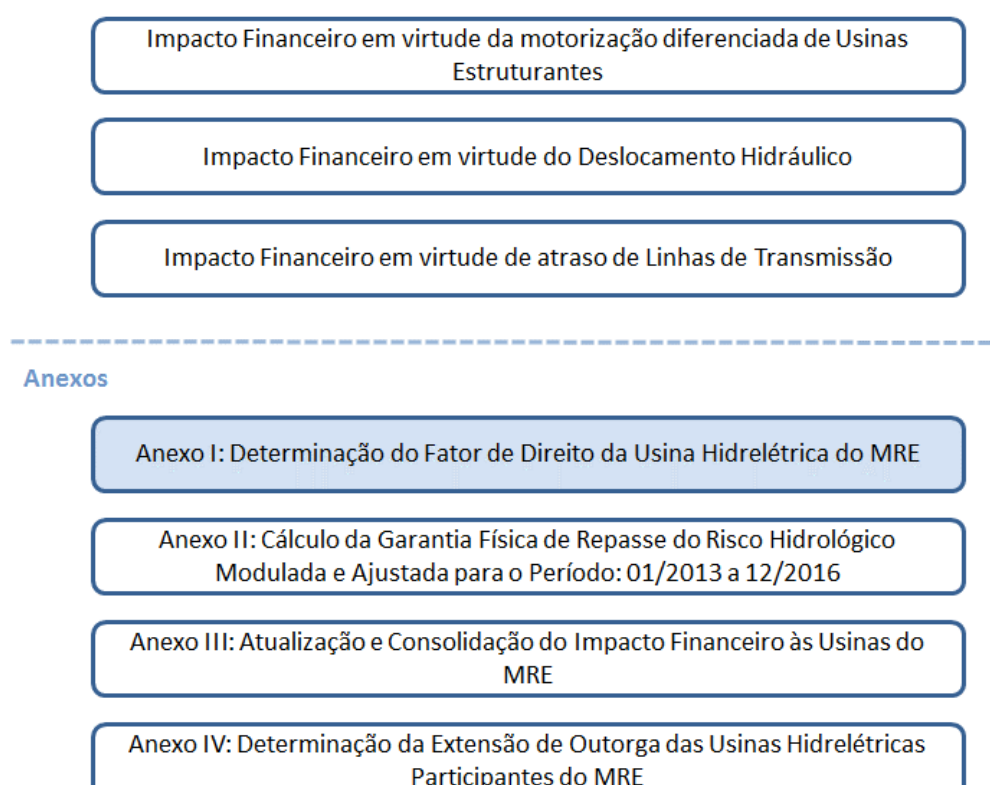 Impacto Financeiro em virtude da motorização diferenciada de Usinas
Estruturantes
Impacto Financeiro em virtude do Deslocamento Hidráulico
Impacto Financeiro em virtude de atraso de Linhas de Transmissão
Anexos
Anexo I: Determinação do Fator de Direito da Usina Hidrelétrica do MRE
Anexo II: Cálculo da Garantia Física de Repasse do Risco Hidrológico
Modulada e Ajustada para o Período: 01/2013 a 12/2016
Anexo III: Atualização e Consolidação do Impacto Financeiro às Usinas do
MRE
Anexo IV: Determinação da Extensão de Outorga das Usinas Hidrelétricas
Participantes do MRE